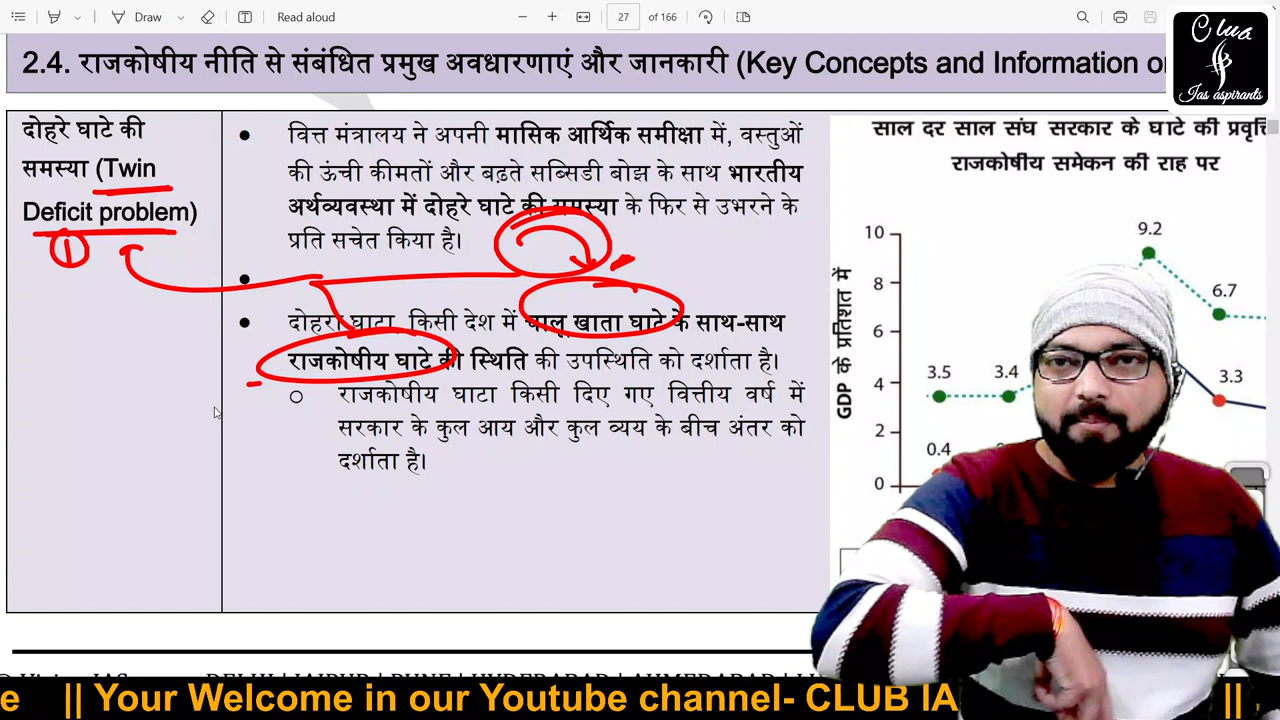 Draw
Read aloud
27 of 166
Clua
Ias aspirants
2.4. राजकोषीय नीति से संबंधित प्रमुख अवधारणाएं और जानकारी (Key Concepts and Information
दोहरे घाटे की
समस्या (Twin
Deficit problem)
1
● वित्त मंत्रालय ने अपनी मासिक आर्थिक समीक्षा में, वस्तुओं
की ऊंची कीमतों और बढ़ते सब्सिडी बोझ के साथ भारतीय
अर्थव्यवस्था में दोहरे घाटे की समस्या के फिर से उभरने के
प्रति सचेत किया है।
●
● दोहरा घाटा किसी देश में चालू खाता घाटे के साथ-साथ
राजकोषीय घाटे की स्थिति की उपस्थिति को दर्शाता है।
○ राजकोषीय घाटा किसी दिए गए वित्तीय वर्ष में
सरकार के कुल आय और कुल व्यय के बीच अंतर को
दर्शाता है।
साल दर साल संघ सरकार के घाटे की
राजकोषीय समेकन की राह पर
GDP के प्रतिशत में
10
8
6
4
2
0
9.2
6.7
3.5
3.4
3.3
0.4
|| Your Welcome in our Youtube channel- CLUB IA ||